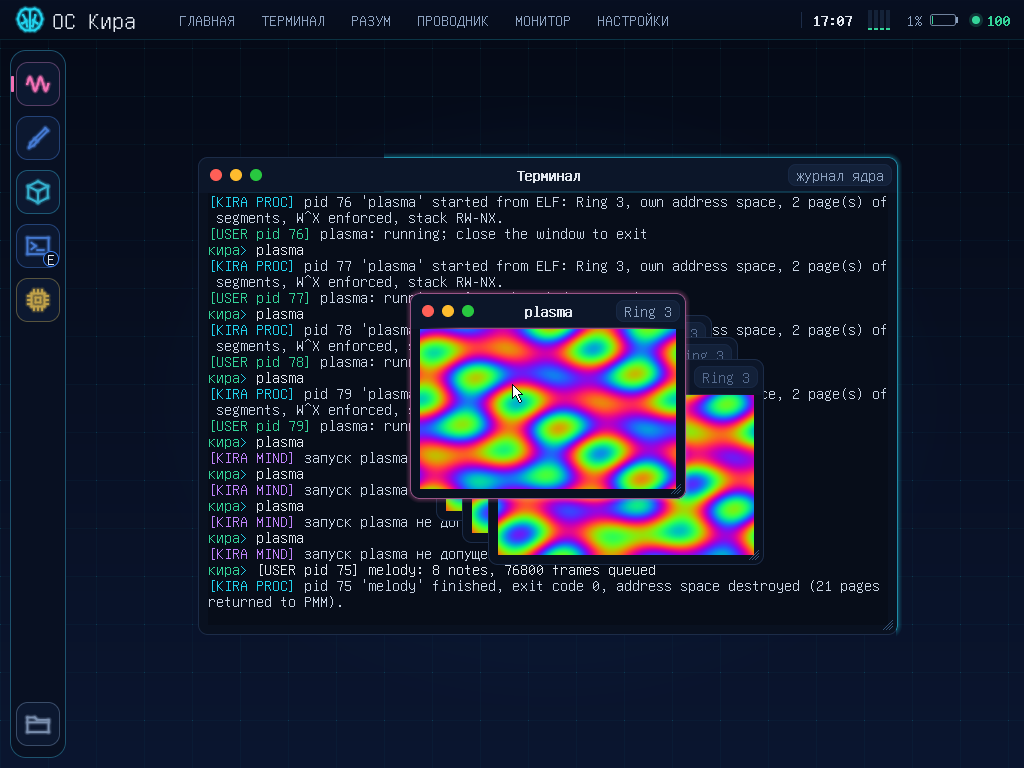 ОС Кира
ГЛАВНАЯ ТЕРМИНАЛ РАЗУМ ПРОВОДНИК МОНИТОР НАСТРОЙКИ
17:07 1% 100
Терминал
журнал ядра
[KIRA PROC] pid 76 'plasma' started from ELF: Ring 3, own address space, 2 page(s) of
segments, W^X enforced, stack RW-NX.
[USER pid 76] plasma: running; close the window to exit
кира> plasma
[KIRA PROC] pid 77 'plasma' started from ELF: Ring 3, own address space, 2 page(s) of
segments, W^X enforced, stack RW-NX.
[USER pid 77] plasma:
кира> plasma
[KIRA PROC] pid 78 'plasma ss space, 2 page(s) of
segments, W^X enforced,
[USER pid 78] plasma:
кира> plasma
[KIRA PROC] pid 79 'plasma ce, 2 page(s) of
segments, W^X enforced,
[USER pid 79] plasma:
кира> plasma
[KIRA MIND] запуск plasma
кира> plasma
[KIRA MIND] запуск plasma
кира> plasma
[KIRA MIND] запуск plasma не
кира> plasma
[KIRA MIND] запуск plasma не допуще
кира> [USER pid 75] melody: 8 notes, 76800 frames queued
[KIRA PROC] pid 75 'melody' finished, exit code 0, address space destroyed (21 pages
returned to PMM).
plasma
Ring 3
3
ing 3
Ring 3
E